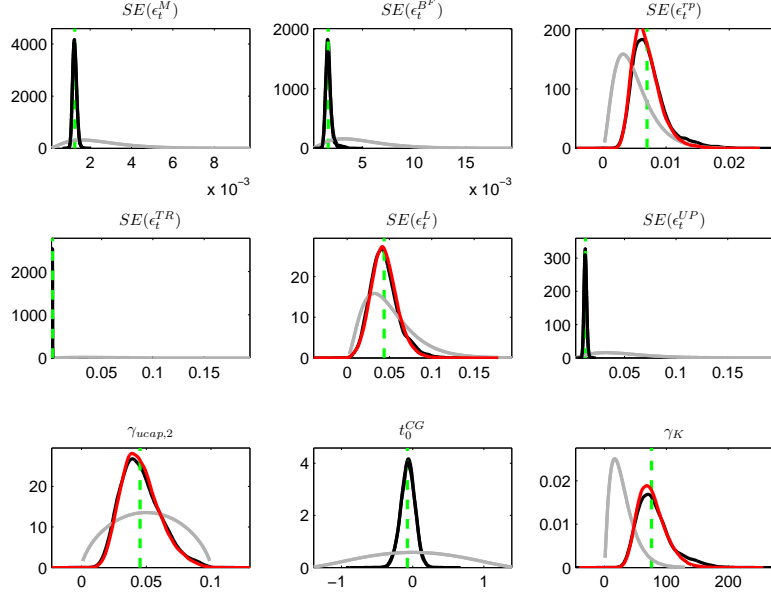 SE(ϵ_t^M) SE(ϵ_t^{B^F}) SE(ϵ_t^{rp})
4000 2000 200
3000 150
2000 1000 100
1000 50
0 0 0
2 4 6 8 5 10 15 0 0.01 0.02
x 10^{-3} x 10^{-3}
SE(ϵ_t^{TR}) SE(ϵ_t^L) SE(ϵ_t^{UP})
30
2000 20 300
200
1000 10 100
0 0 0
0.05 0.1 0.15 0 0.05 0.1 0.15 0.05 0.1 0.15
γ_{ucap,2} t_0^{CG} γ_K
4
20 0.02
10 2 0.01
0 0 0
0 0.05 0.1 −1 0 1 0 100 200